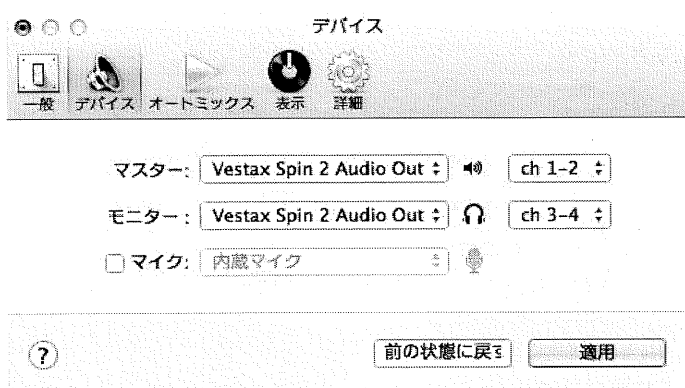 デバイス
一般 デバイス オートミックス 表示 詳細
マスター: Vestax Spin 2 Audio Out ch 1-2
モニター: Vestax Spin 2 Audio Out ch 3-4
マイク: 内蔵マイク
? 前の状態に戻す 適用